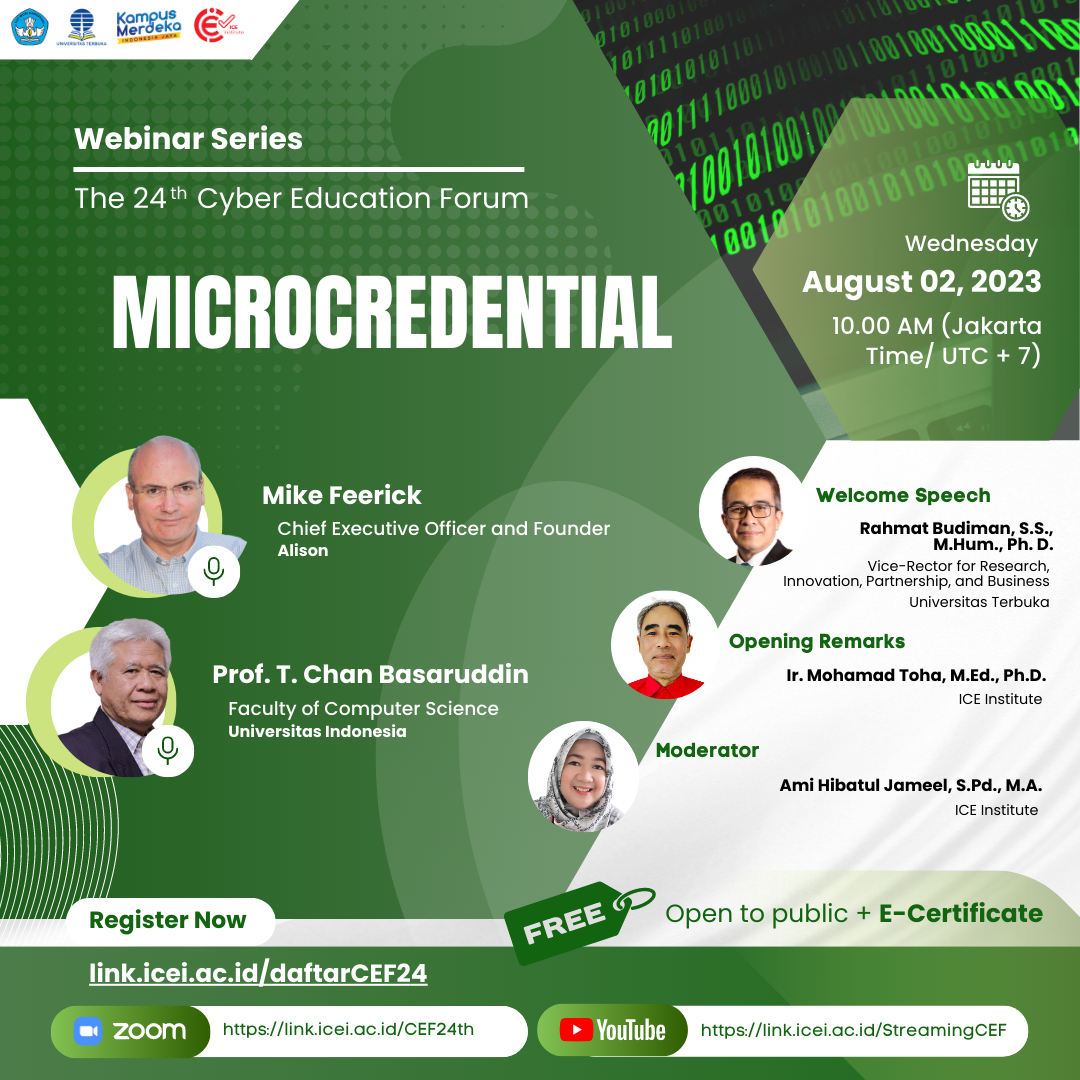 UNIVERSITAS TERBUKA
Kampus
Merdeka
INDONESIA JAYA
ICE
Institute
Webinar Series
The 24th Cyber Education Forum
MICROCREDENTIAL
Wednesday
August 02, 2023
10.00 AM (Jakarta
Time/ UTC + 7)
Mike Feerick
Chief Executive Officer and Founder
Alison
Prof. T. Chan Basaruddin
Faculty of Computer Science
Universitas Indonesia
Welcome Speech
Rahmat Budiman, S.S.,
M.Hum., Ph. D.
Vice-Rector for Research,
Innovation, Partnership, and Business
Universitas Terbuka
Opening Remarks
Ir. Mohamad Toha, M.Ed., Ph.D.
ICE Institute
Moderator
Ami Hibatul Jameel, S.Pd., M.A.
ICE Institute
Register Now
FREE
Open to public + E-Certificate
link.icei.ac.id/daftarCEF24
zoom
https://link.icei.ac.id/CEF24th
YouTube
https://link.icei.ac.id/StreamingCEF